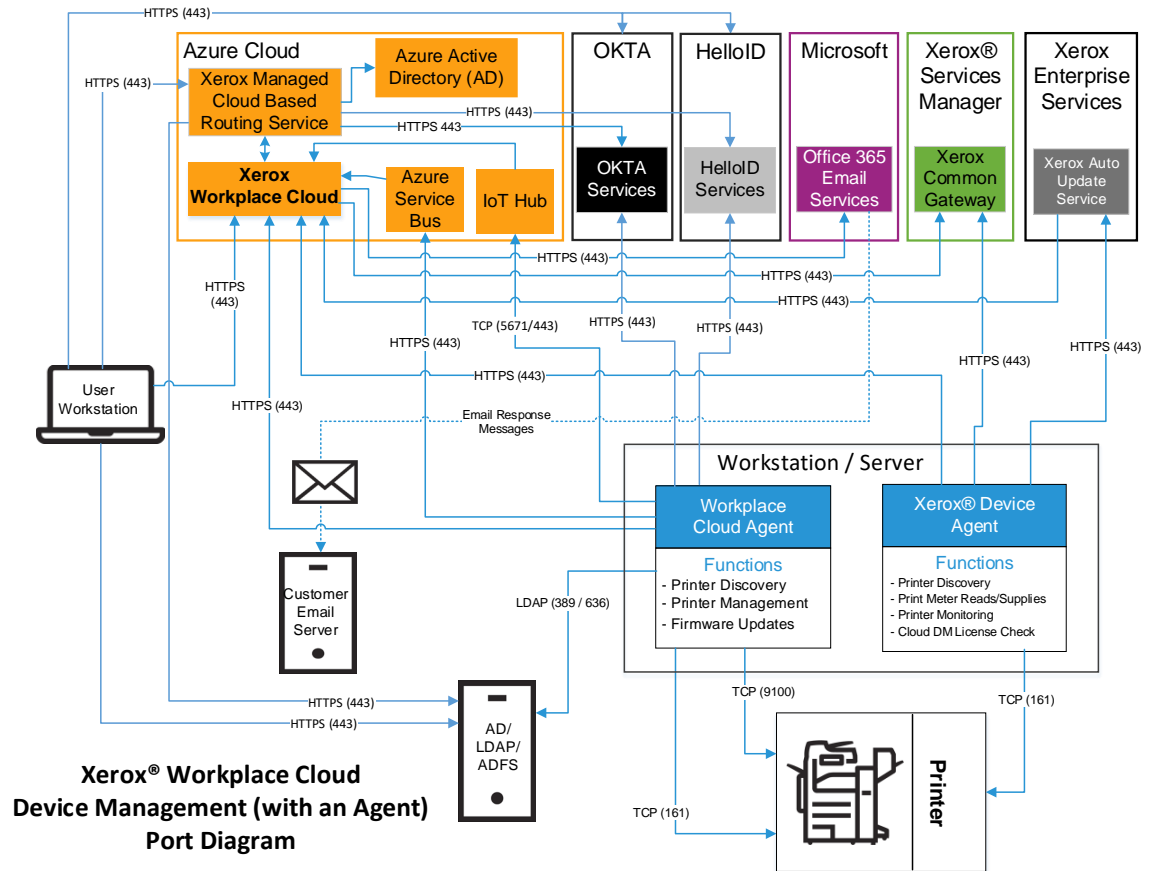 HTTPS (443)
Azure Cloud
Xerox Managed
Cloud Based
Routing Service
Azure Active
Directory (AD)
HTTPS (443)
HTTPS (443)
HTTPS 443
Xerox
Workplace Cloud
Azure
Service
Bus
IoT Hub
OKTA
OKTA
Services
HelloID
HelloID
Services
Microsoft
Office 365
Email
Services
Xerox®
Services
Manager
Xerox
Common
Gateway
Xerox
Enterprise
Services
Xerox Auto
Update
Service
HTTPS (443)
HTTPS (443)
HTTPS (443)
HTTPS
(443)
TCP (5671/443)
HTTPS (443)
HTTPS (443)
HTTPS (443)
HTTPS (443)
HTTPS (443)
HTTPS (443)
HTTPS (443)
User
Workstation
Email Response
Messages
Customer
Email
Server
Workstation / Server
Workplace
Cloud Agent
Functions
- Printer Discovery
- Printer Management
- Firmware Updates
Xerox® Device
Agent
Functions
- Printer Discovery
- Print Meter Reads/Supplies
- Printer Monitoring
- Cloud DM License Check
LDAP (389 / 636)
HTTPS (443)
HTTPS (443)
AD/
LDAP/
ADFS
TCP (9100)
TCP (161)
TCP (161)
Printer
Xerox® Workplace Cloud
Device Management (with an Agent)
Port Diagram